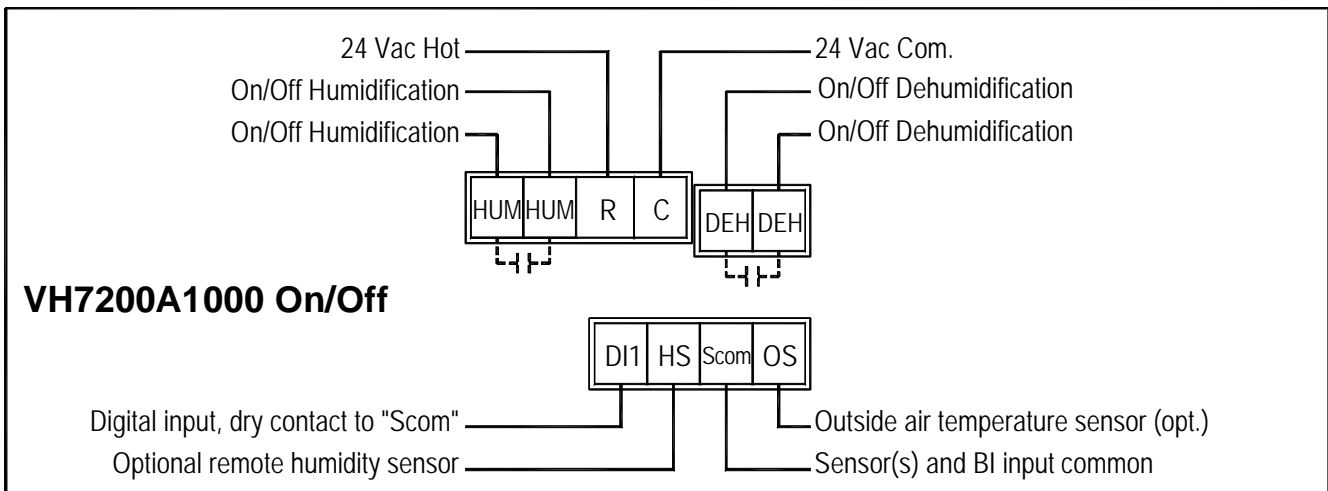 24 Vac Hot
24 Vac Com.
On/Off Humidification
On/Off Dehumidification
On/Off Humidification
On/Off Dehumidification
HUM HUM R C
DEH DEH
VH7200A1000 On/Off
DI1 HS Scom OS
Digital input, dry contact to "Scom"
Outside air temperature sensor (opt.)
Optional remote humidity sensor
Sensor(s) and BI input common